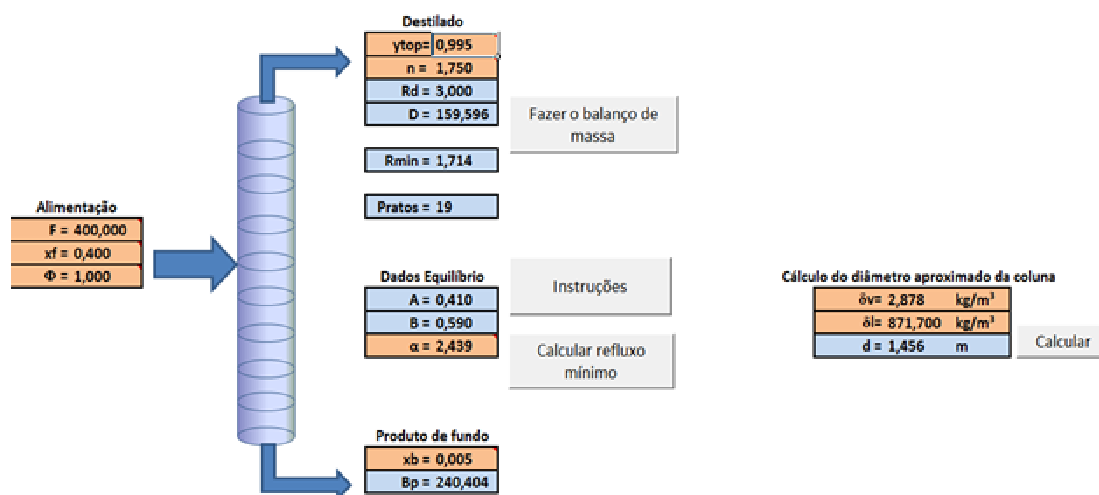 Destilado
ytop= 0,995
n = 1,750
Rd = 3,000
D = 159,596
Fazer o balanço de
massa
Rmin = 1,714
Pratos = 19
Alimentação
F = 400,000
xf = 0,400
Φ = 1,000
Dados Equilíbrio
A = 0,410
B = 0,590
α = 2,439
Instruções
Calcular refluxo
mínimo
Cálculo do diâmetro aproximado da coluna
δv= 2,878 kg/m³
δl= 871,700 kg/m³
d = 1,456 m
Calcular
Produto de fundo
xb = 0,005
Bp = 240,404